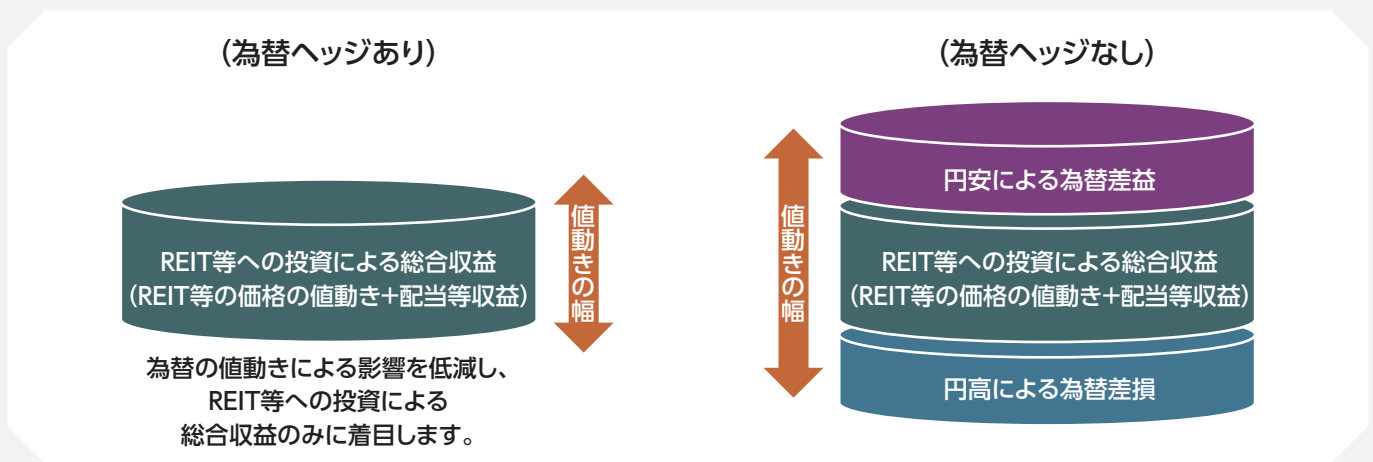 (為替ヘッジあり)
REIT等への投資による総合収益
(REIT等の価格の値動き+配当等収益)
値動きの幅
為替の値動きによる影響を低減し、
REIT等への投資による
総合収益のみに着目します。
(為替ヘッジなし)
値動きの幅
円安による為替差益
REIT等への投資による総合収益
(REIT等の価格の値動き+配当等収益)
円高による為替差損